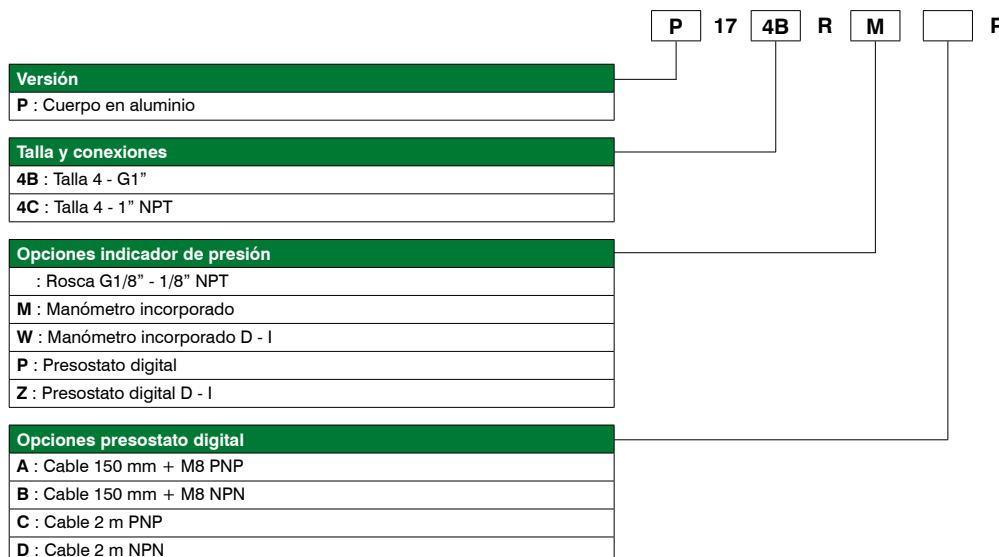 P 17 4B R M P
Versión
P : Cuerpo en aluminio
Talla y conexiones
4B : Talla 4 - G1”
4C : Talla 4 - 1” NPT
Opciones indicador de presión
: Rosca G1/8” - 1/8” NPT
M : Manómetro incorporado
W : Manómetro incorporado D - I
P : Presostato digital
Z : Presostato digital D - I
Opciones presostato digital
A : Cable 150 mm + M8 PNP
B : Cable 150 mm + M8 NPN
C : Cable 2 m PNP
D : Cable 2 m NPN